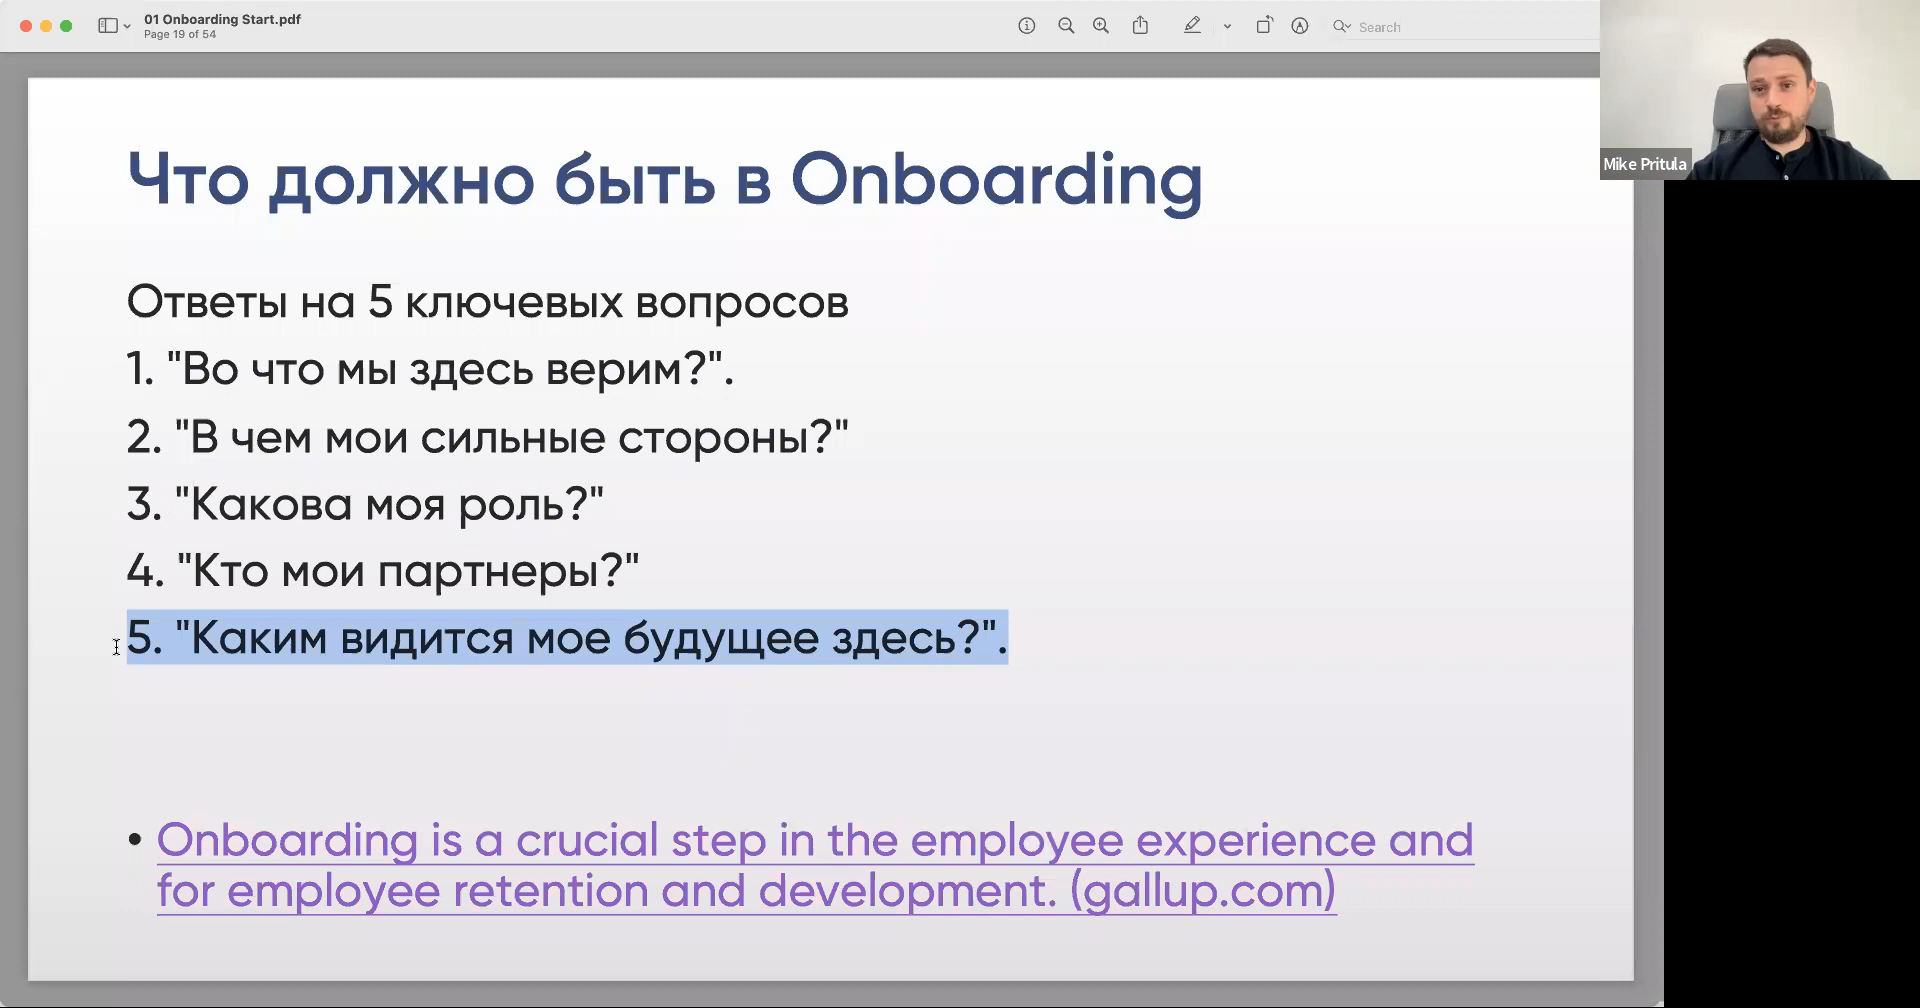 01 Onboarding Start.pdf
Page 19 of 54
Search
Mike Pritula
Что должно быть в Onboarding
Ответы на 5 ключевых вопросов
1. "Во что мы здесь верим?".
2. "В чем мои сильные стороны?"
3. "Какова моя роль?"
4. "Кто мои партнеры?"
5. "Каким видится мое будущее здесь?".
• Onboarding is a crucial step in the employee experience and
for employee retention and development. (gallup.com)